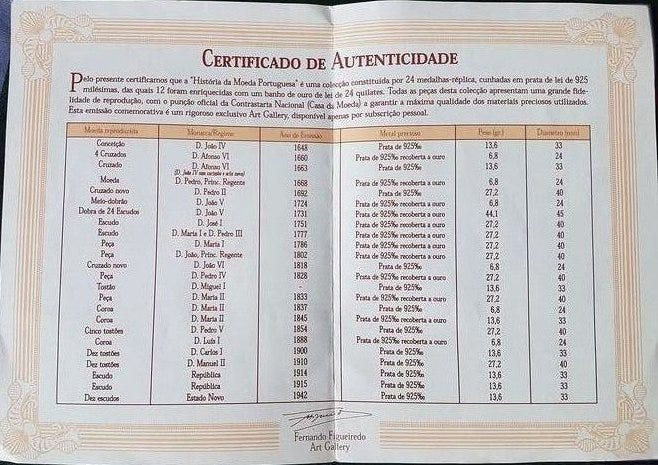 CERTIFICADO DE AUTENTICIDADE
Pelo presente certificamos que a "História da Moeda Portuguesa" é uma colecção constituída por 24 medalhas-réplica, cunhadas em prata de lei de 925
milésimas, das quais 12 foram enriquecidas com um banho de ouro de lei de 24 quilates. Todas as peças desta colecção apresentam uma grande fide-
lidade de reprodução, com o punção oficial da Contrastaria Nacional (Casa da Moeda) a garantir a máxima qualidade dos materiais preciosos utilizados.
Esta emissão comemorativa é um rigoroso exclusivo Art Gallery, disponível apenas por subscrição pessoal.
Moeda reproduzida Monarca/Regime Ano de Emissão Metal precioso Peso (gr.) Diâmetro (mm)
Conceição D. João IV 1648 Prata de 925‰ 13,6 33
4 Cruzados D. Afonso VI 1660 Prata de 925‰ recoberta a ouro 6,8 24
Cruzado D. Afonso VI 1663 Prata de 925‰ 13,6 33
(D. João IV com carimbo e orla nova)
Moeda D. Pedro, Princ. Regente 1668 Prata de 925‰ recoberta a ouro 6,8 24
Cruzado novo D. Pedro II 1692 Prata de 925‰ 27,2 40
Meio-dobrão D. João V 1724 Prata de 925‰ recoberta a ouro 6,8 24
Dobra de 24 Escudos D. João V 1731 Prata de 925‰ recoberta a ouro 44,1 45
Escudo D. José I 1751 Prata de 925‰ recoberta a ouro 27,2 40
Escudo D. Maria I e D. Pedro III 1777 Prata de 925‰ recoberta a ouro 27,2 40
Peça D. Maria I 1786 Prata de 925‰ recoberta a ouro 27,2 40
Peça D. João, Princ. Regente 1802 Prata de 925‰ recoberta a ouro 27,2 40
Cruzado novo D. João VI 1818 Prata de 925‰ 6,8 24
Peça D. Pedro IV 1828 Prata de 925‰ recoberta a ouro 27,2 40
Tostão D. Miguel I - Prata de 925‰ 13,6 33
Peça D. Maria II 1833 Prata de 925‰ recoberta a ouro 27,2 40
Coroa D. Maria II 1837 Prata de 925‰ 6,8 24
Coroa D. Maria II 1845 Prata de 925‰ recoberta a ouro 13,6 33
Cinco tostões D. Pedro V 1854 Prata de 925‰ 27,2 40
Coroa D. Luís I 1888 Prata de 925‰ recoberta a ouro 6,8 24
Dez tostões D. Carlos I 1900 Prata de 925‰ 13,6 33
Dez tostões D. Manuel II 1910 Prata de 925‰ 27,2 40
Escudo República 1914 Prata de 925‰ 13,6 33
Escudo República 1915 Prata de 925‰ 13,6 33
Dez escudos Estado Novo 1942 Prata de 925‰ 13,6 33
Fernando Figueiredo
Art Gallery